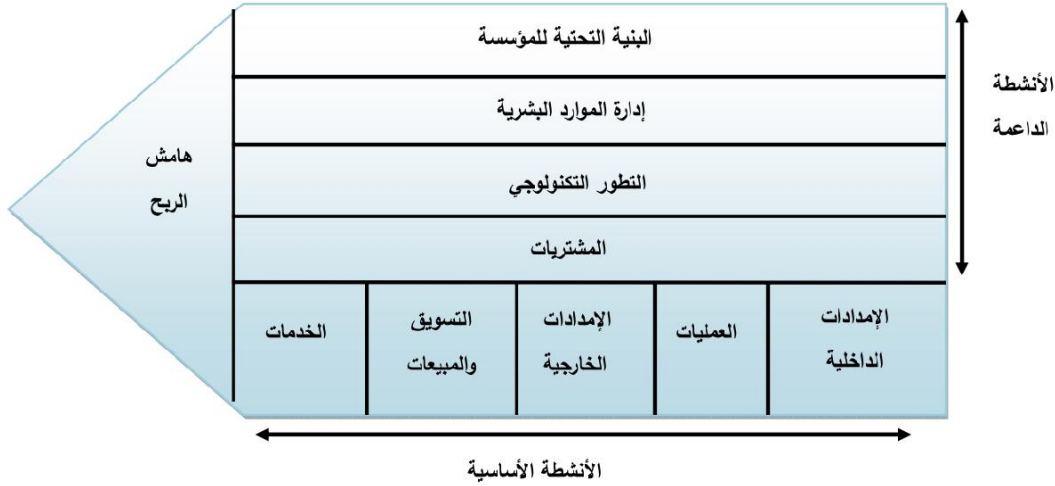 البنية التحتية للمؤسسة
إدارة الموارد البشرية
التطور التكنولوجي
المشتريات
الأنشطة
الداعمة
هامش
الربح
الإمدادات
الداخلية
العمليات
الإمدادات
الخارجية
التسويق
والمبيعات
الخدمات
الأنشطة الأساسية